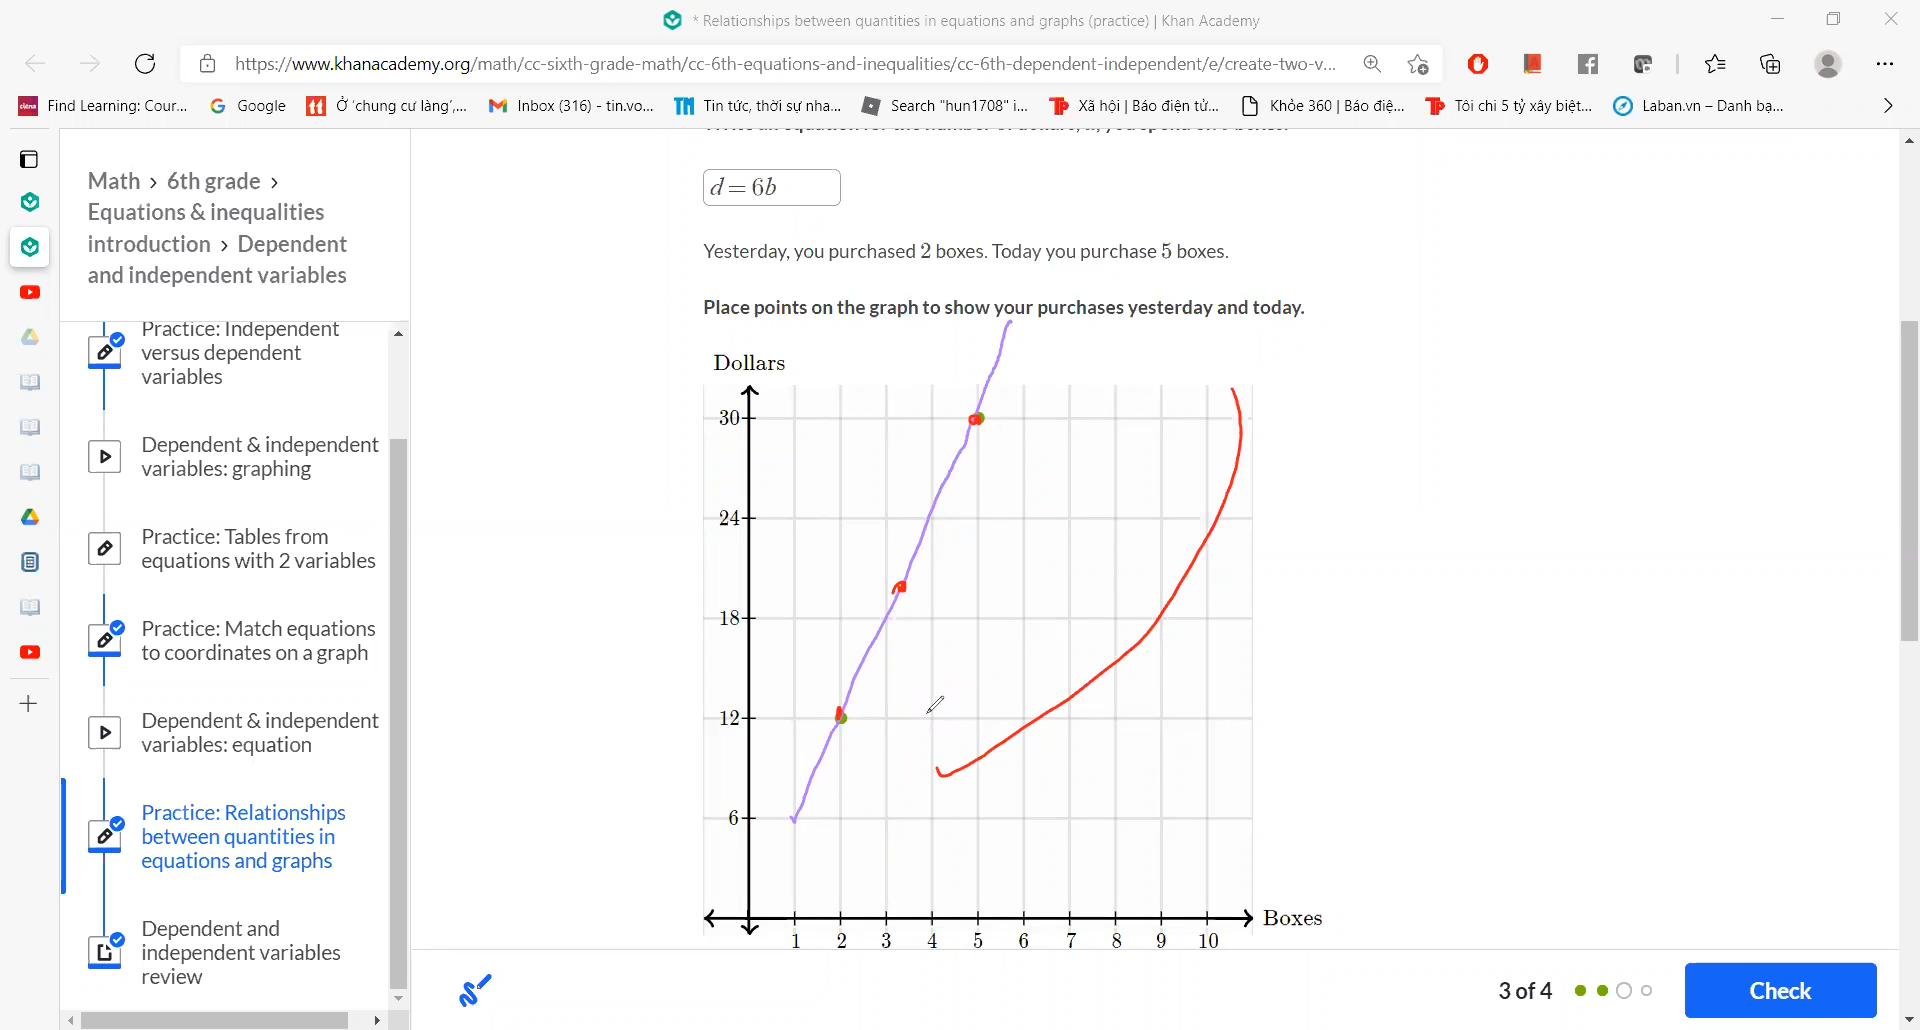 * Relationships between quantities in equations and graphs (practice) | Khan Academy
https://www.khanacademy.org/math/cc-sixth-grade-math/cc-6th-equations-and-inequalities/cc-6th-dependent-independent/e/create-two-v...
Find Learning: Cour...
Google
Ở 'chung cư làng',...
Inbox (316) - tin.vo...
Tin tức, thời sự nha...
Search "hun1708" i...
Xã hội | Báo điện tử...
Khỏe 360 | Báo điệ...
Tôi chi 5 tỷ xây biệt...
Laban.vn – Danh bạ...
Math › 6th grade ›
Equations & inequalities
introduction › Dependent
and independent variables
Practice: Independent
versus dependent
variables
Dependent & independent
variables: graphing
Practice: Tables from
equations with 2 variables
Practice: Match equations
to coordinates on a graph
Dependent & independent
variables: equation
Practice: Relationships
between quantities in
equations and graphs
Dependent and
independent variables
review
d = 6b
Yesterday, you purchased 2 boxes. Today you purchase 5 boxes.
Place points on the graph to show your purchases yesterday and today.
Dollars
30
24
18
12
6
Boxes
1 2 3 4 5 6 7 8 9 10
3 of 4
Check